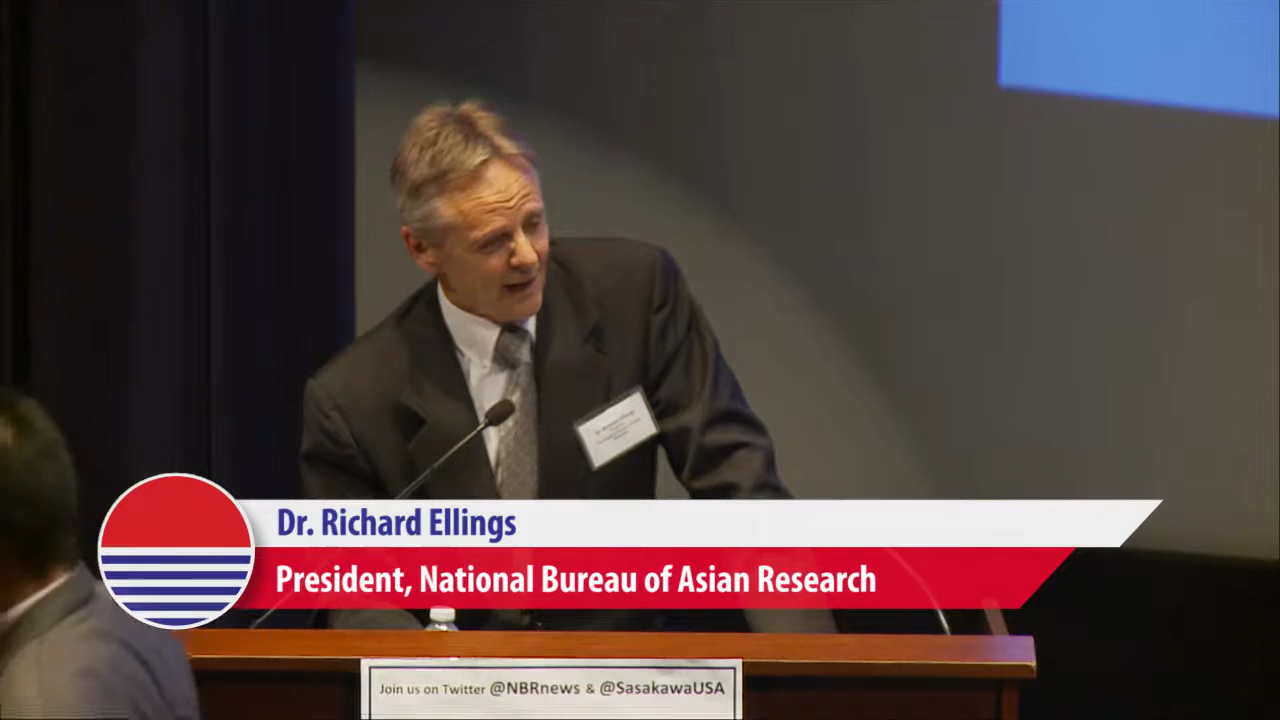 Dr. Richard Ellings
President, National Bureau of Asian Research
Join us on Twitter @NBRnews & @SasakawaUSA